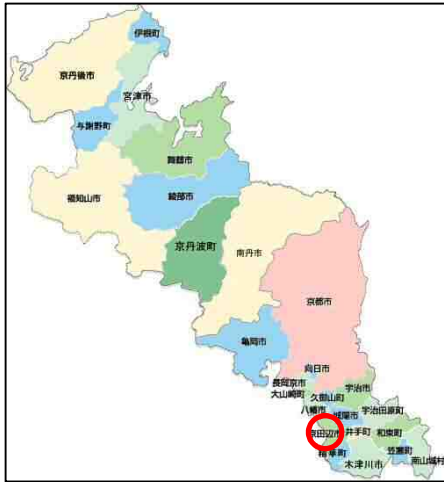 伊根町
京丹後市
宮津市
与謝野町
舞鶴市
福知山市
綾部市
京丹波町
南丹市
京都市
亀岡市
向日市
長岡京市
宇治市
大山崎町
久御山町
八幡市
城陽市
宇治田原町
京田辺市
井手町
和束町
精華町
笠置町
木津川市
南山城村